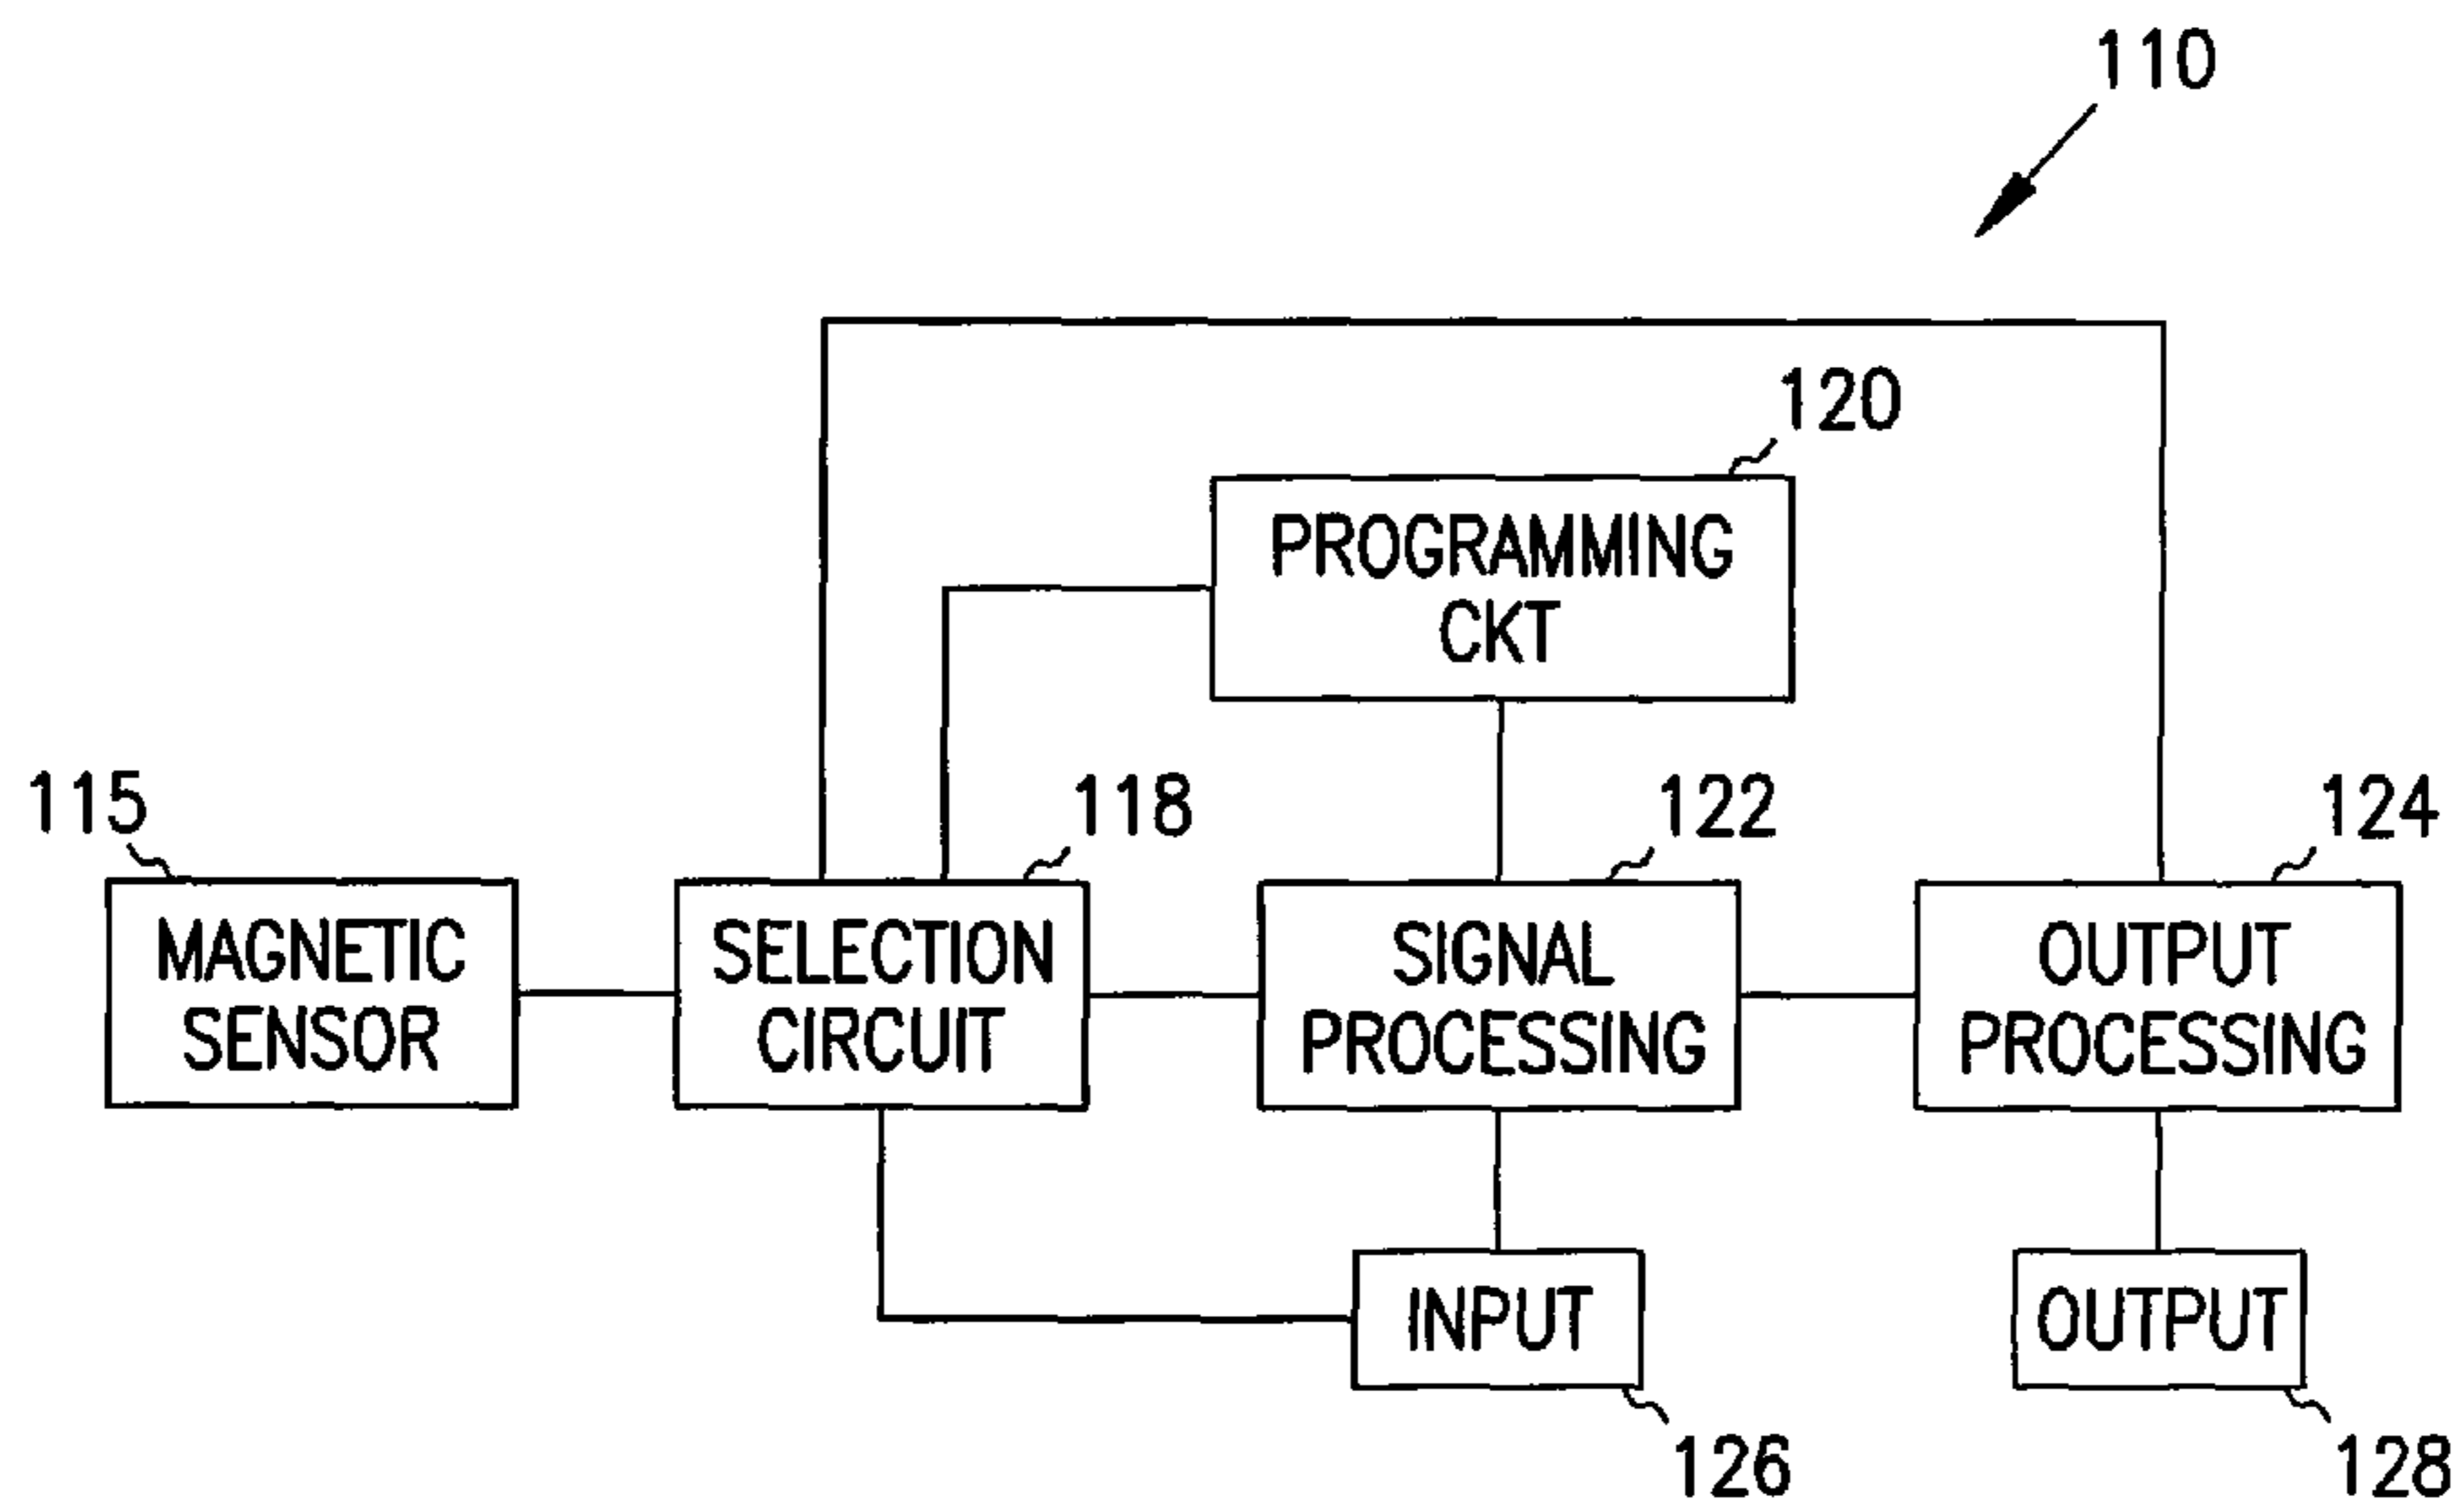 110
120
PROGRAMMING
CKT
115
118
122
124
MAGNETIC
SENSOR
SELECTION
CIRCUIT
SIGNAL
PROCESSING
OUTPUT
PROCESSING
INPUT
OUTPUT
126
128